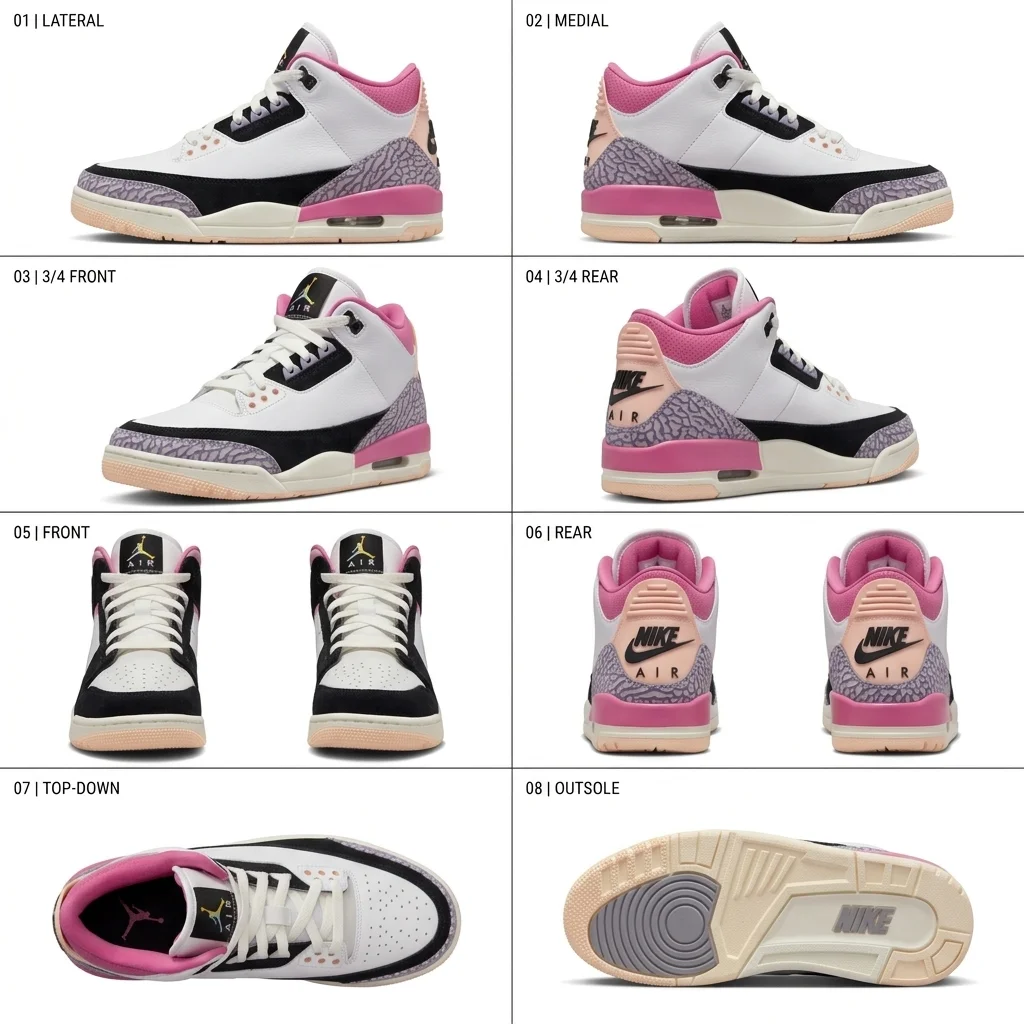 01 | LATERAL
02 | MEDIAL
03 | 3/4 FRONT
AIR
04 | 3/4 REAR
NIKE
AIR
05 | FRONT
AIR
AIR
06 | REAR
NIKE
AIR
NIKE
AIR
07 | TOP-DOWN
AIR
08 | OUTSOLE
NIKE